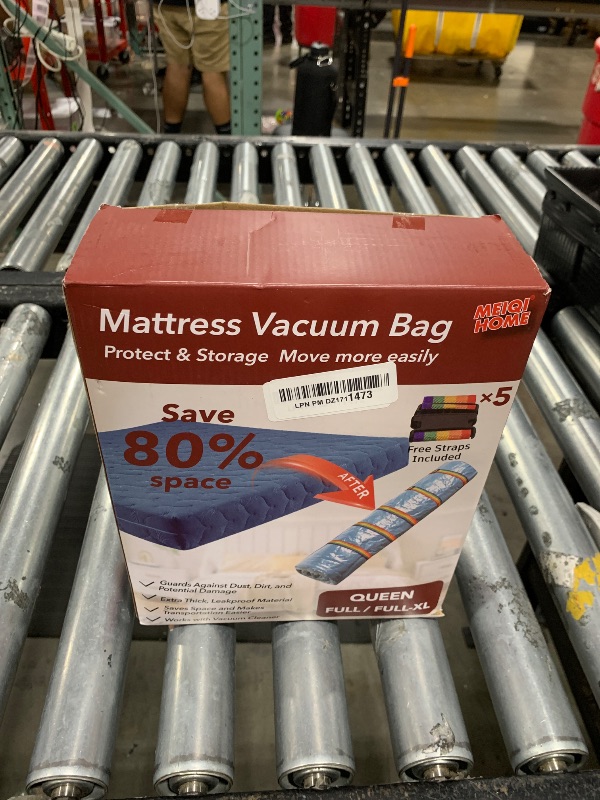 Mattress Vacuum Bag
MEIQI
HOME
Protect & Storage Move more easily
LPN PM DZ1711473
×5
Free Straps
Included
Save
80%
space
AFTER
Guards Against Dust, Dirt, and
Potential Damage
Extra Thick, Leakproof Material
Saves Space and Makes
Transportation Easier
Works with Vacuum Cleaner
QUEEN
FULL / FULL-XL